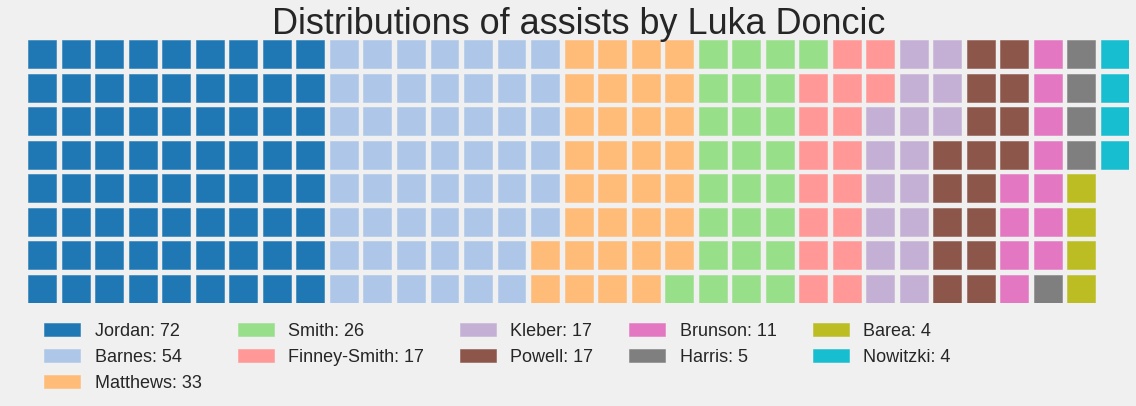 Distributions of assists by Luka Doncic
Jordan: 72
Barnes: 54
Matthews: 33
Smith: 26
Finney-Smith: 17
Kleber: 17
Powell: 17
Brunson: 11
Harris: 5
Barea: 4
Nowitzki: 4